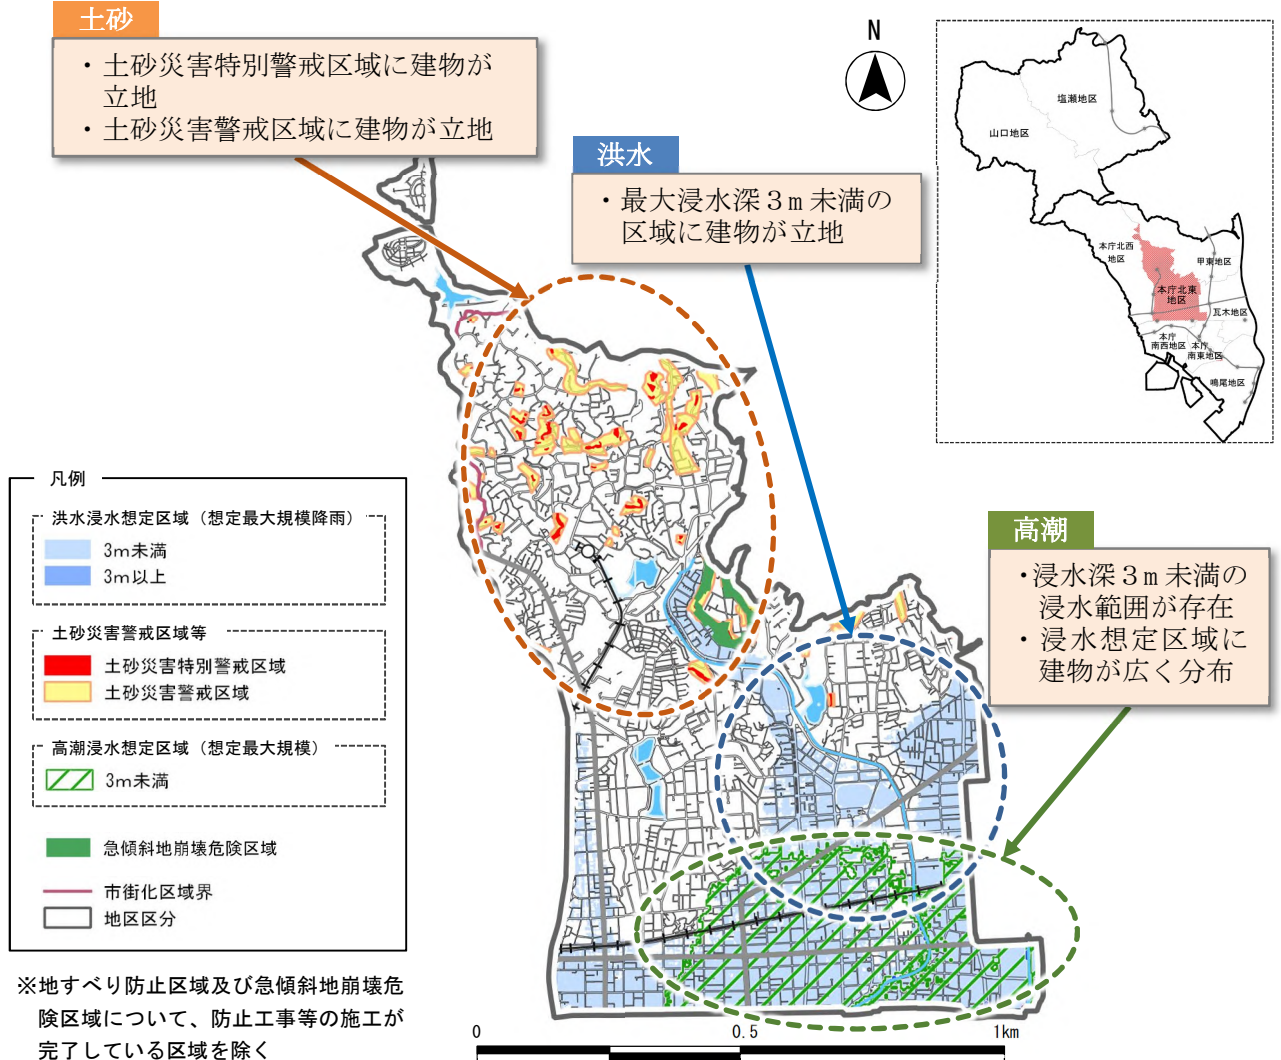 土砂
・土砂災害特別警戒区域に建物が
立地
・土砂災害警戒区域に建物が立地
洪水
・最大浸水深３ｍ未満の
区域に建物が立地
N
塩瀬地区
山口地区
本庁北西
地区
甲東地区
本庁北東
地区
瓦木地区
本庁
南西地区
本庁
南東地区
鳴尾地区
高潮
・浸水深３ｍ未満の
浸水範囲が存在
・浸水想定区域に
建物が広く分布
凡例
洪水浸水想定区域（想定最大規模降雨）
3m未満
3m以上
土砂災害警戒区域等
土砂災害特別警戒区域
土砂災害警戒区域
高潮浸水想定区域（想定最大規模）
3m未満
急傾斜地崩壊危険区域
市街化区域界
地区区分
※地すべり防止区域及び急傾斜地崩壊危
険区域について、防止工事等の施工が
完了している区域を除く
0 0.5 1km